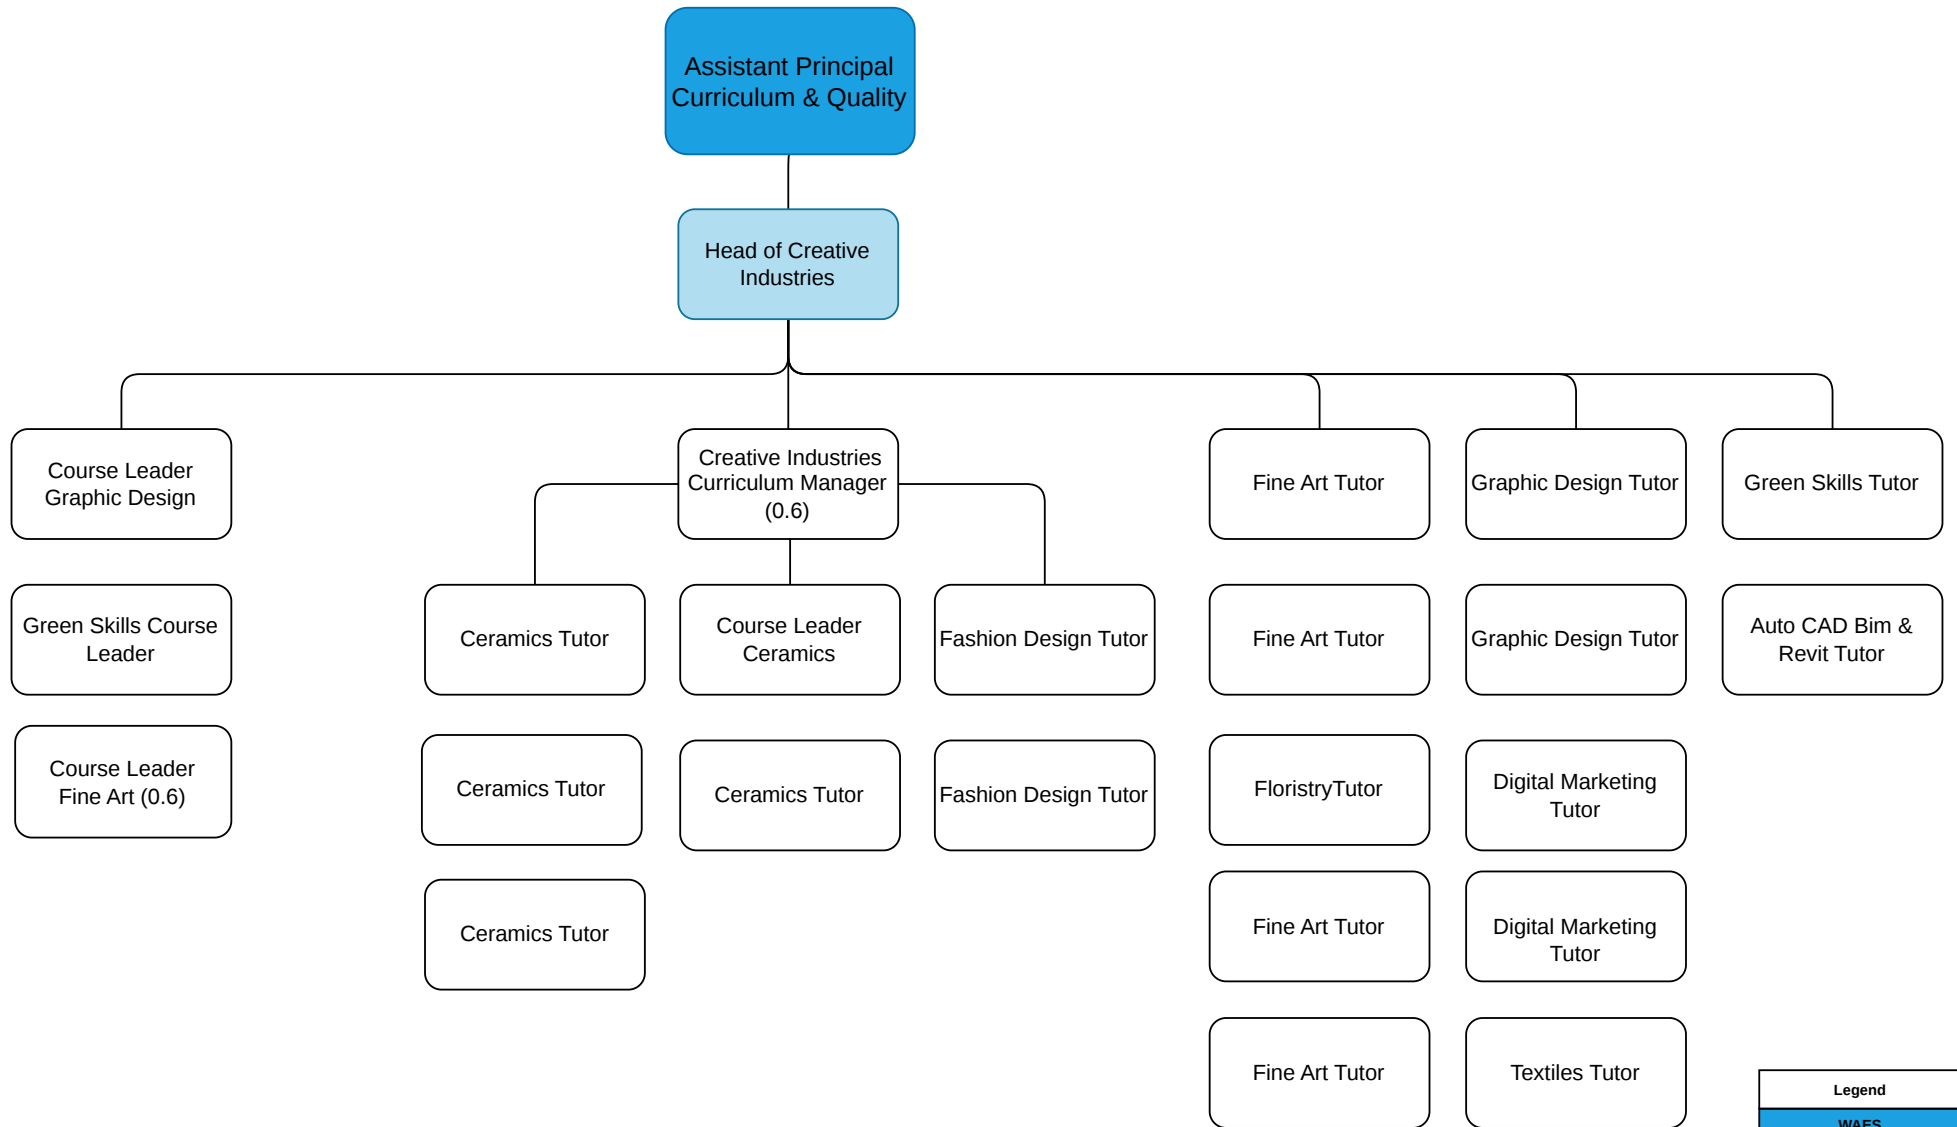 Assistant Principal
Curriculum & Quality
Head of Creative
Industries
Course Leader
Graphic Design
Creative Industries
Curriculum Manager
(0.6)
Fine Art Tutor
Graphic Design Tutor
Green Skills Tutor
Green Skills Course
Leader
Ceramics Tutor
Course Leader
Ceramics
Fashion Design Tutor
Fine Art Tutor
Graphic Design Tutor
Auto CAD Bim &
Revit Tutor
Course Leader
Fine Art (0.6)
Ceramics Tutor
Ceramics Tutor
Fashion Design Tutor
FloristryTutor
Digital Marketing
Tutor
Ceramics Tutor
Fine Art Tutor
Digital Marketing
Tutor
Fine Art Tutor
Textiles Tutor
Legend
WAES